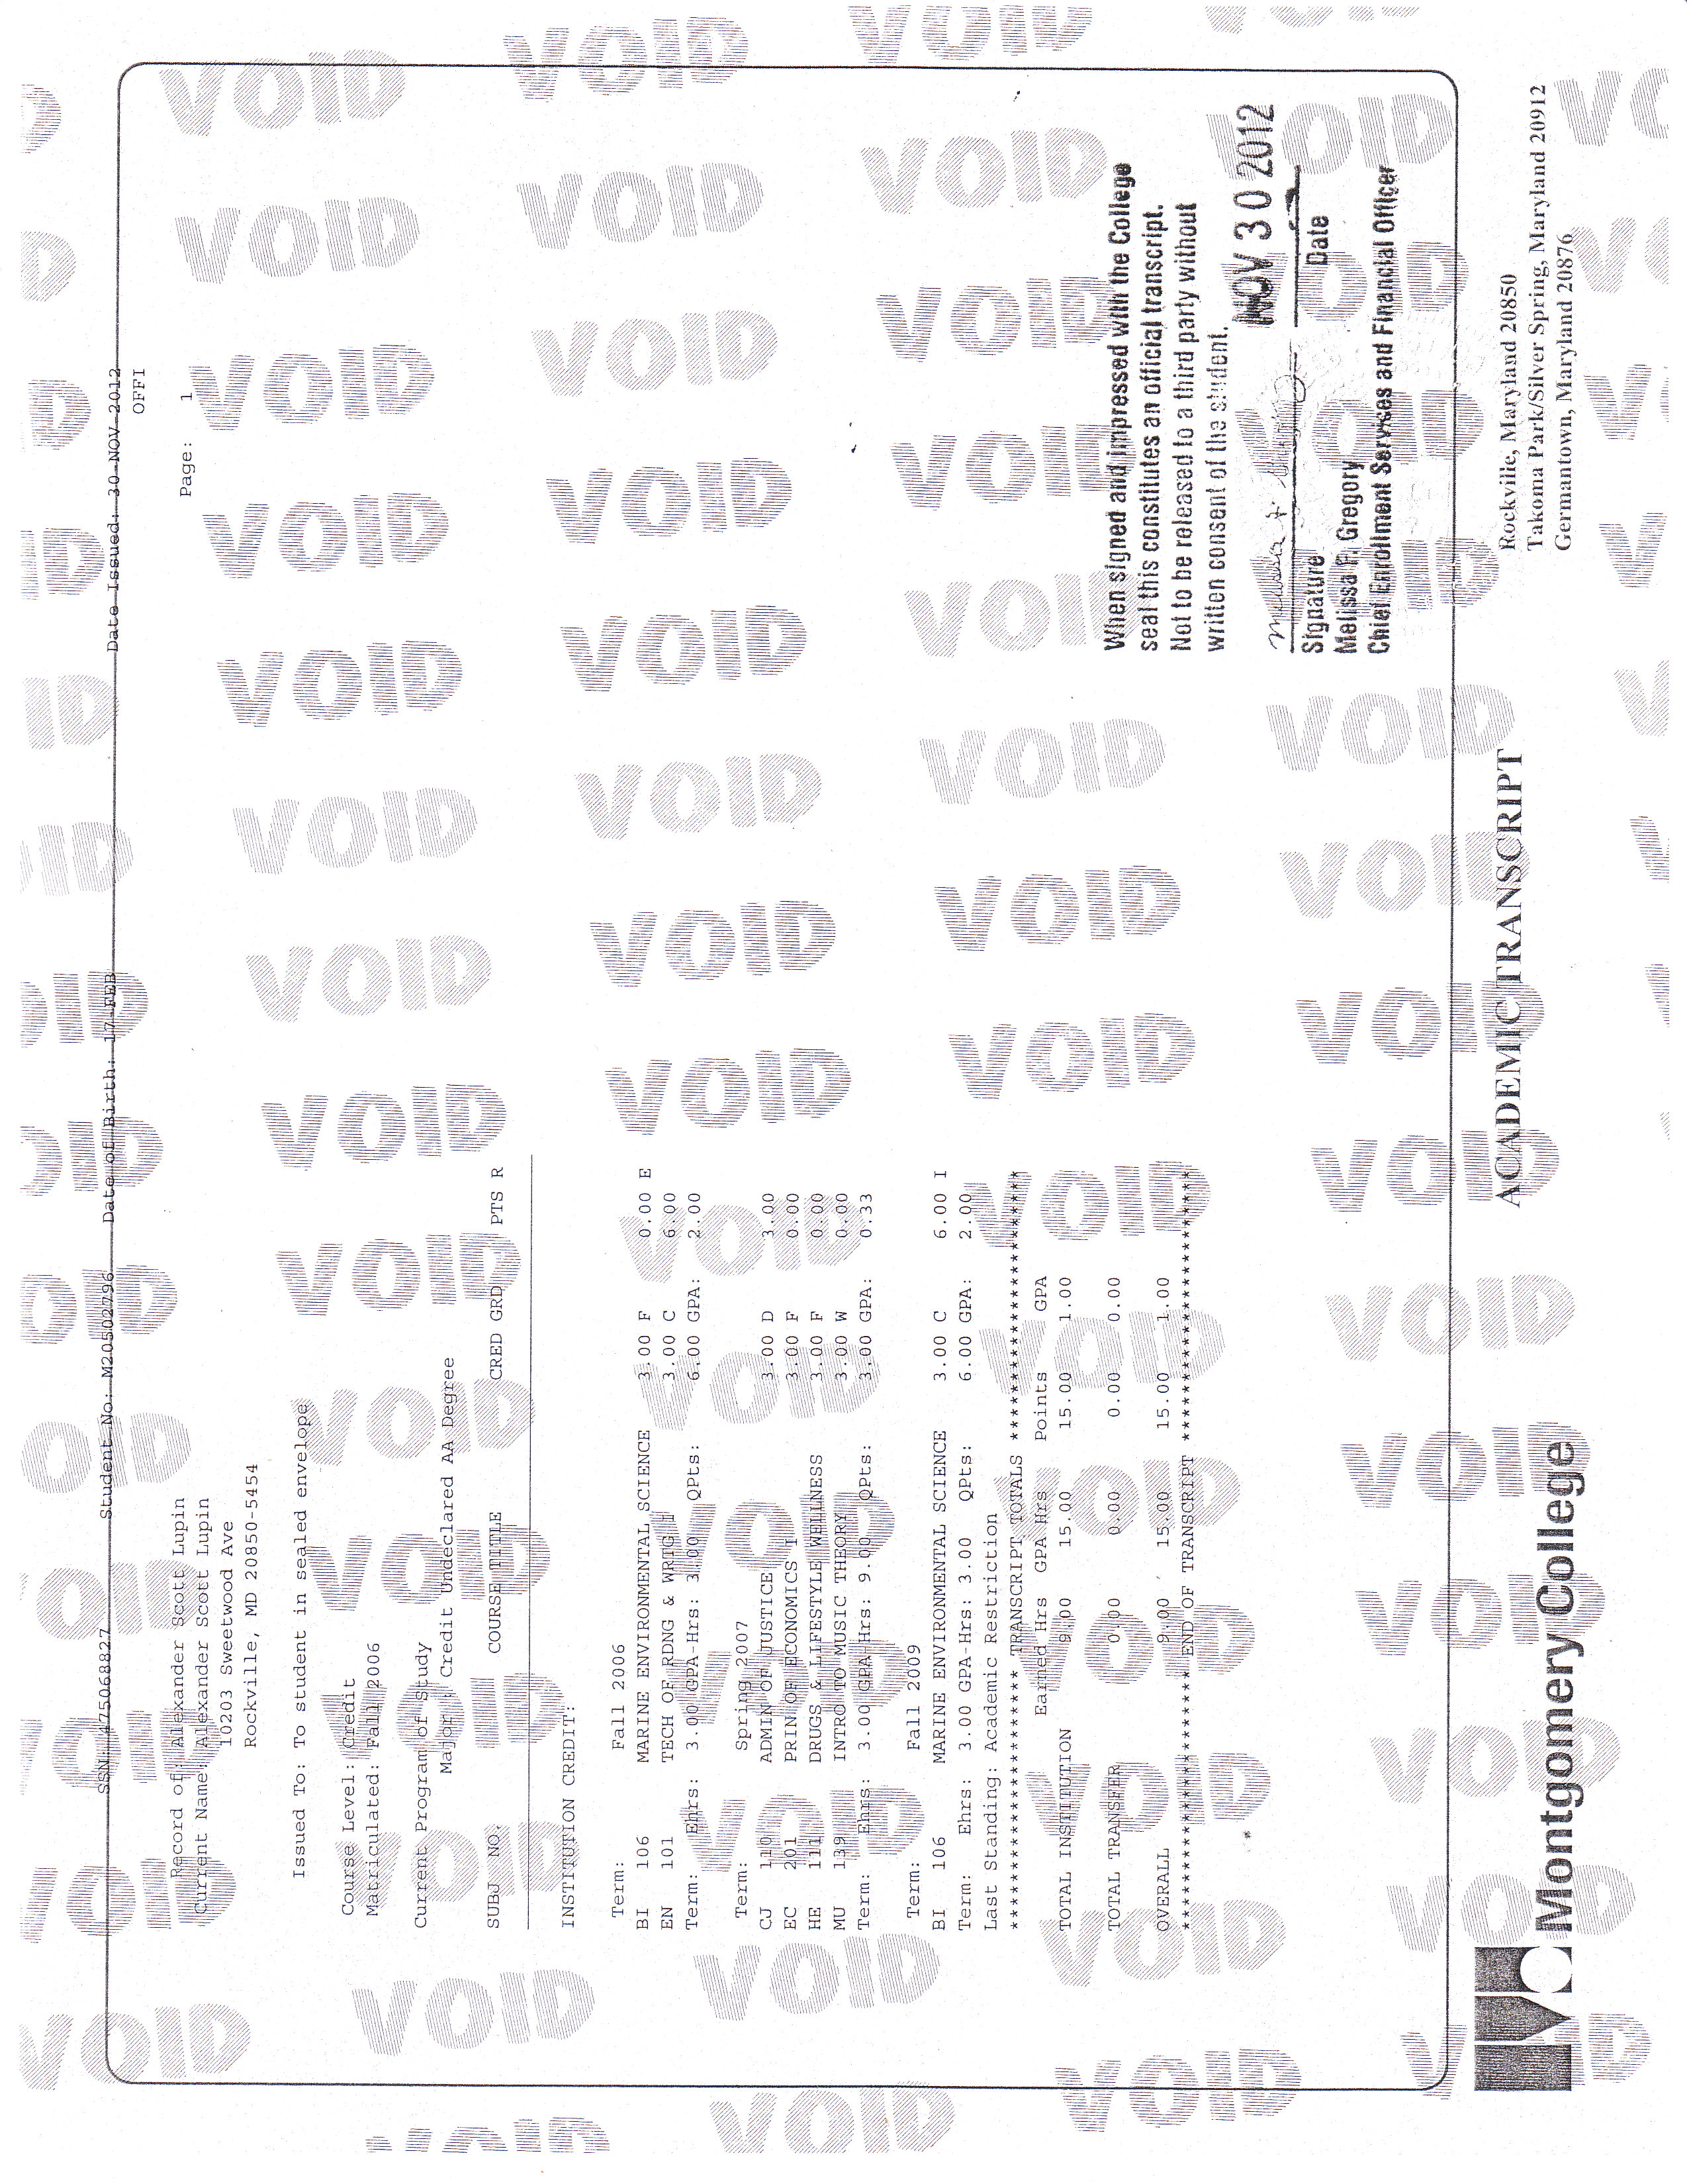 SSN: Student No: M20502796 Date of Birth: 17-FEB Date Issued: 30-NOV-2012
OFFI
Record of: Alexander Scott Lupin Page: 1
Current Name: Alexander Scott Lupin
10203 Sweetwood Ave
Rockville, MD 20850-5454
Issued To: To student in sealed envelope
Course Level: Credit
Matriculated: Fall 2006
Current Program of Study
Major: Credit Undeclared AA Degree
SUBJ NO. COURSE TITLE CRED GRD PTS R
INSTITUTION CREDIT:
Term: Fall 2006
BI 106 MARINE ENVIRONMENTAL SCIENCE 3.00 F 0.00 E
EN 101 TECH OF RDNG & WRTG I 3.00 C 6.00
Term: Ehrs: 3.00 GPA-Hrs: 3.00 QPts: 6.00 GPA: 2.00
Term: Spring 2007
CJ 110 ADMIN OF JUSTICE 3.00 D 3.00
EC 201 PRIN OF ECONOMICS I 3.00 F 0.00
HE 111 DRUGS & LIFESTYLE WELLNESS 3.00 F 0.00
MU 139 INTRO TO MUSIC THEORY 3.00 W 0.00
Term: Ehrs: 3.00 GPA-Hrs: 9.00 QPts: 3.00 GPA: 0.33
Term: Fall 2009
BI 106 MARINE ENVIRONMENTAL SCIENCE 3.00 C 6.00 I
Term: Ehrs: 3.00 GPA-Hrs: 3.00 QPts: 6.00 GPA: 2.00
Last Standing: Academic Restriction
******************** TRANSCRIPT TOTALS ********************
Earned Hrs GPA Hrs Points GPA
TOTAL INSTITUTION 9.00 15.00 15.00 1.00
TOTAL TRANSFER 0.00 0.00 0.00 0.00
OVERALL 9.00 15.00 15.00 1.00
******************** END OF TRANSCRIPT ********************
When signed and impressed with the College
seal this constitutes an official transcript.
Not to be released to a third party without
written consent of the student.
NOV 30 2012
Signature Date
Melissa F. Gregory
Chief Enrollment Services and Financial Officer
Montgomery College
ACADEMIC TRANSCRIPT
Rockville, Maryland 20850
Takoma Park/Silver Spring, Maryland 20912
Germantown, Maryland 20876
VOID